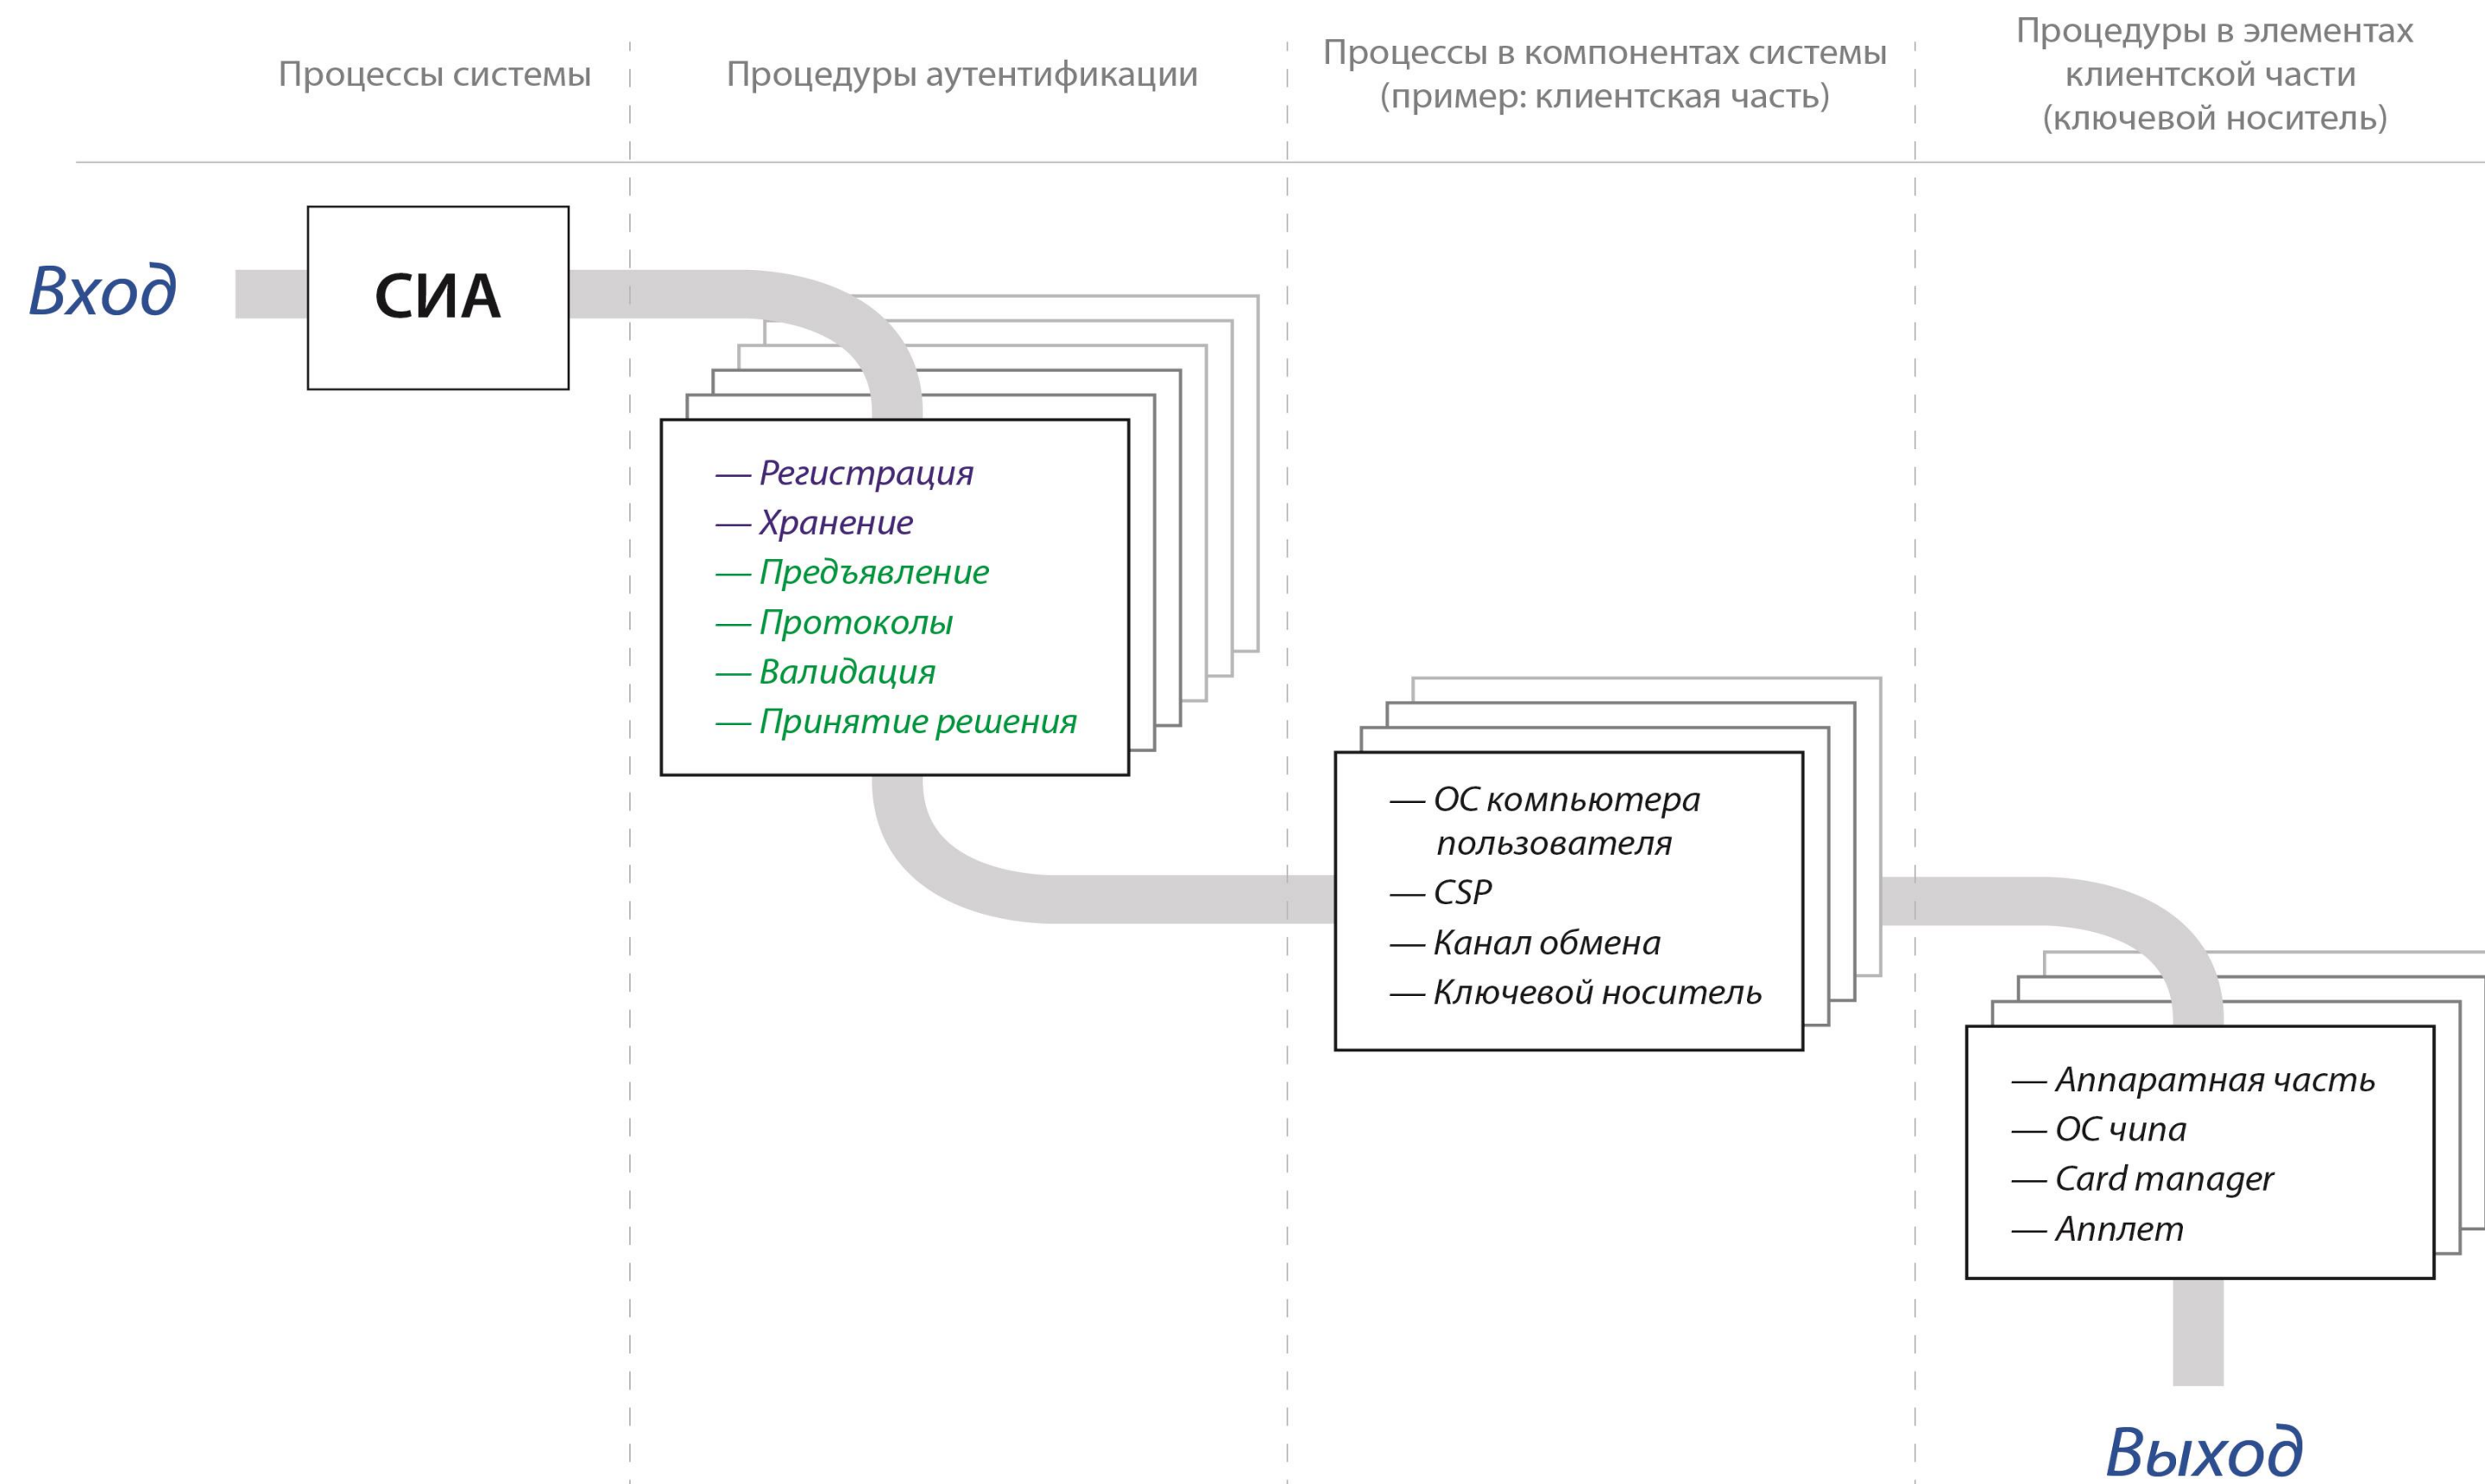 Процессы системы
Процедуры аутентификации
Процессы в компонентах системы
(пример: клиентская часть)
Процедуры в элементах
клиентской части
(ключевой носитель)
Вход
СИА
— Регистрация
— Хранение
— Предъявление
— Протоколы
— Валидация
— Принятие решения
— ОС компьютера
пользователя
— CSP
— Канал обмена
— Ключевой носитель
— Аппаратная часть
— ОС чипа
— Card manager
— Апплет
Выход